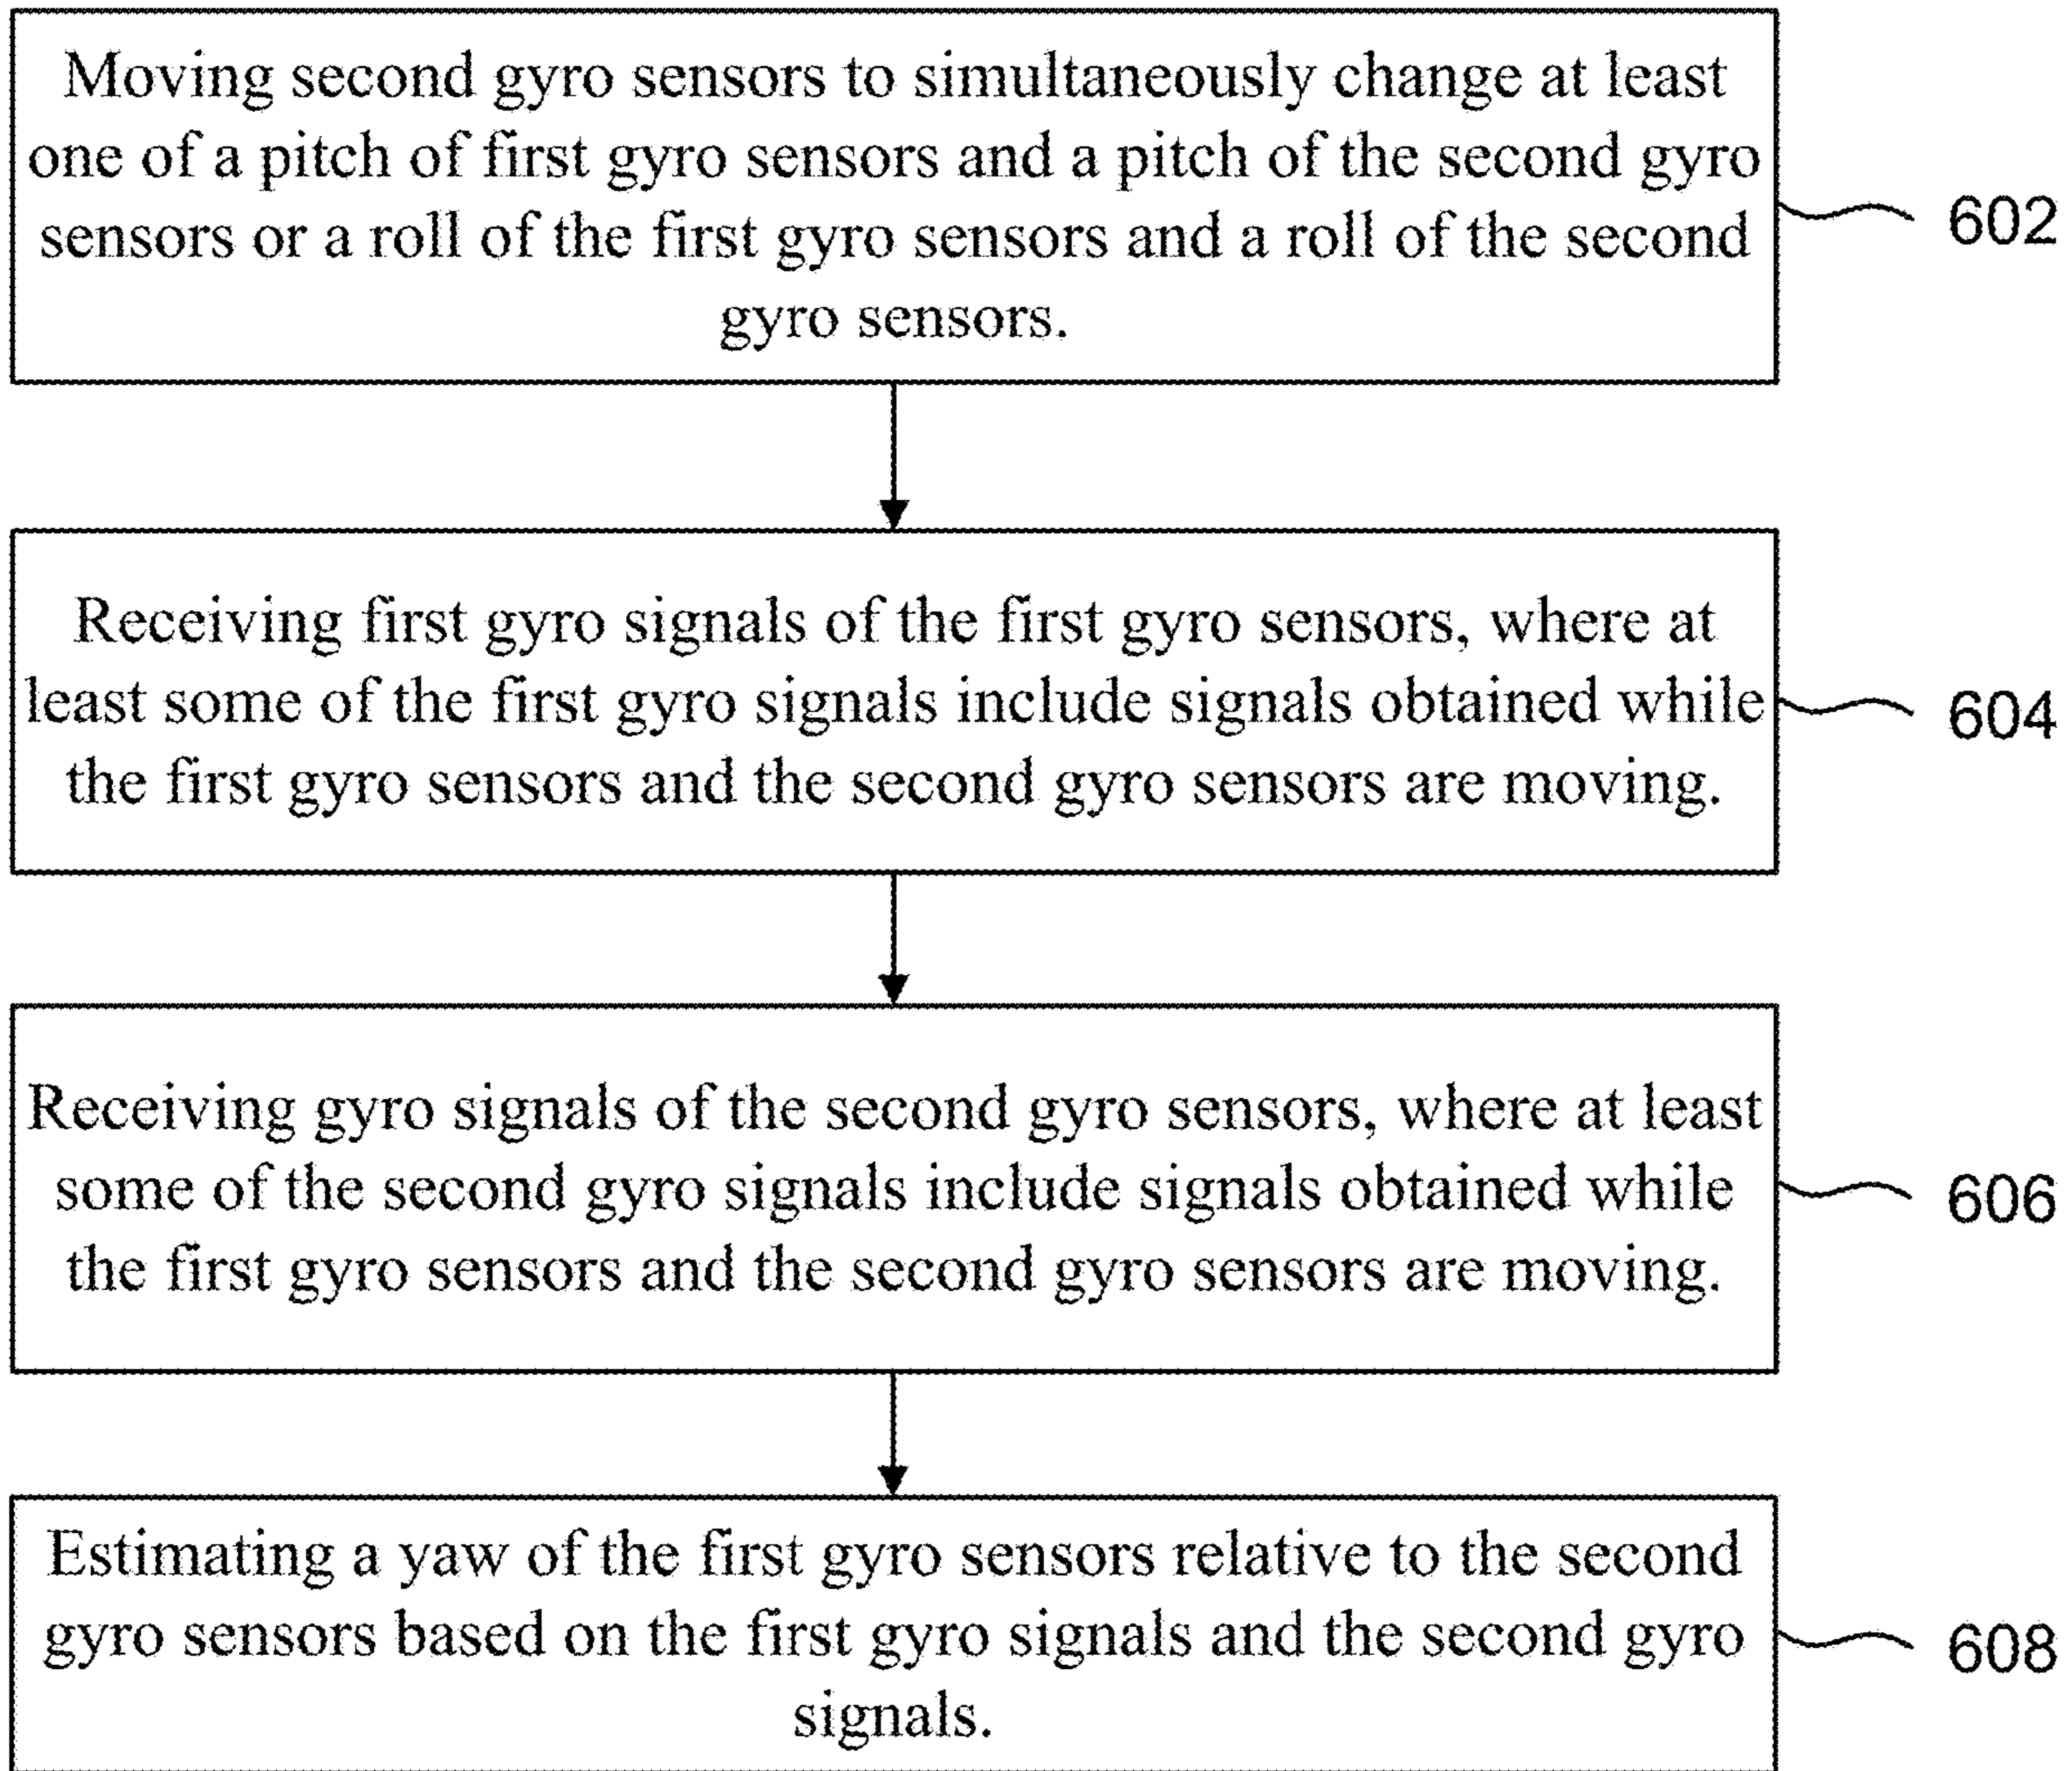 Moving second gyro sensors to simultaneously change at least
one of a pitch of first gyro sensors and a pitch of the second gyro
sensors or a roll of the first gyro sensors and a roll of the second
gyro sensors.
602
Receiving first gyro signals of the first gyro sensors, where at
least some of the first gyro signals include signals obtained while
the first gyro sensors and the second gyro sensors are moving.
604
Receiving gyro signals of the second gyro sensors, where at least
some of the second gyro signals include signals obtained while
the first gyro sensors and the second gyro sensors are moving.
606
Estimating a yaw of the first gyro sensors relative to the second
gyro sensors based on the first gyro signals and the second gyro
signals.
608